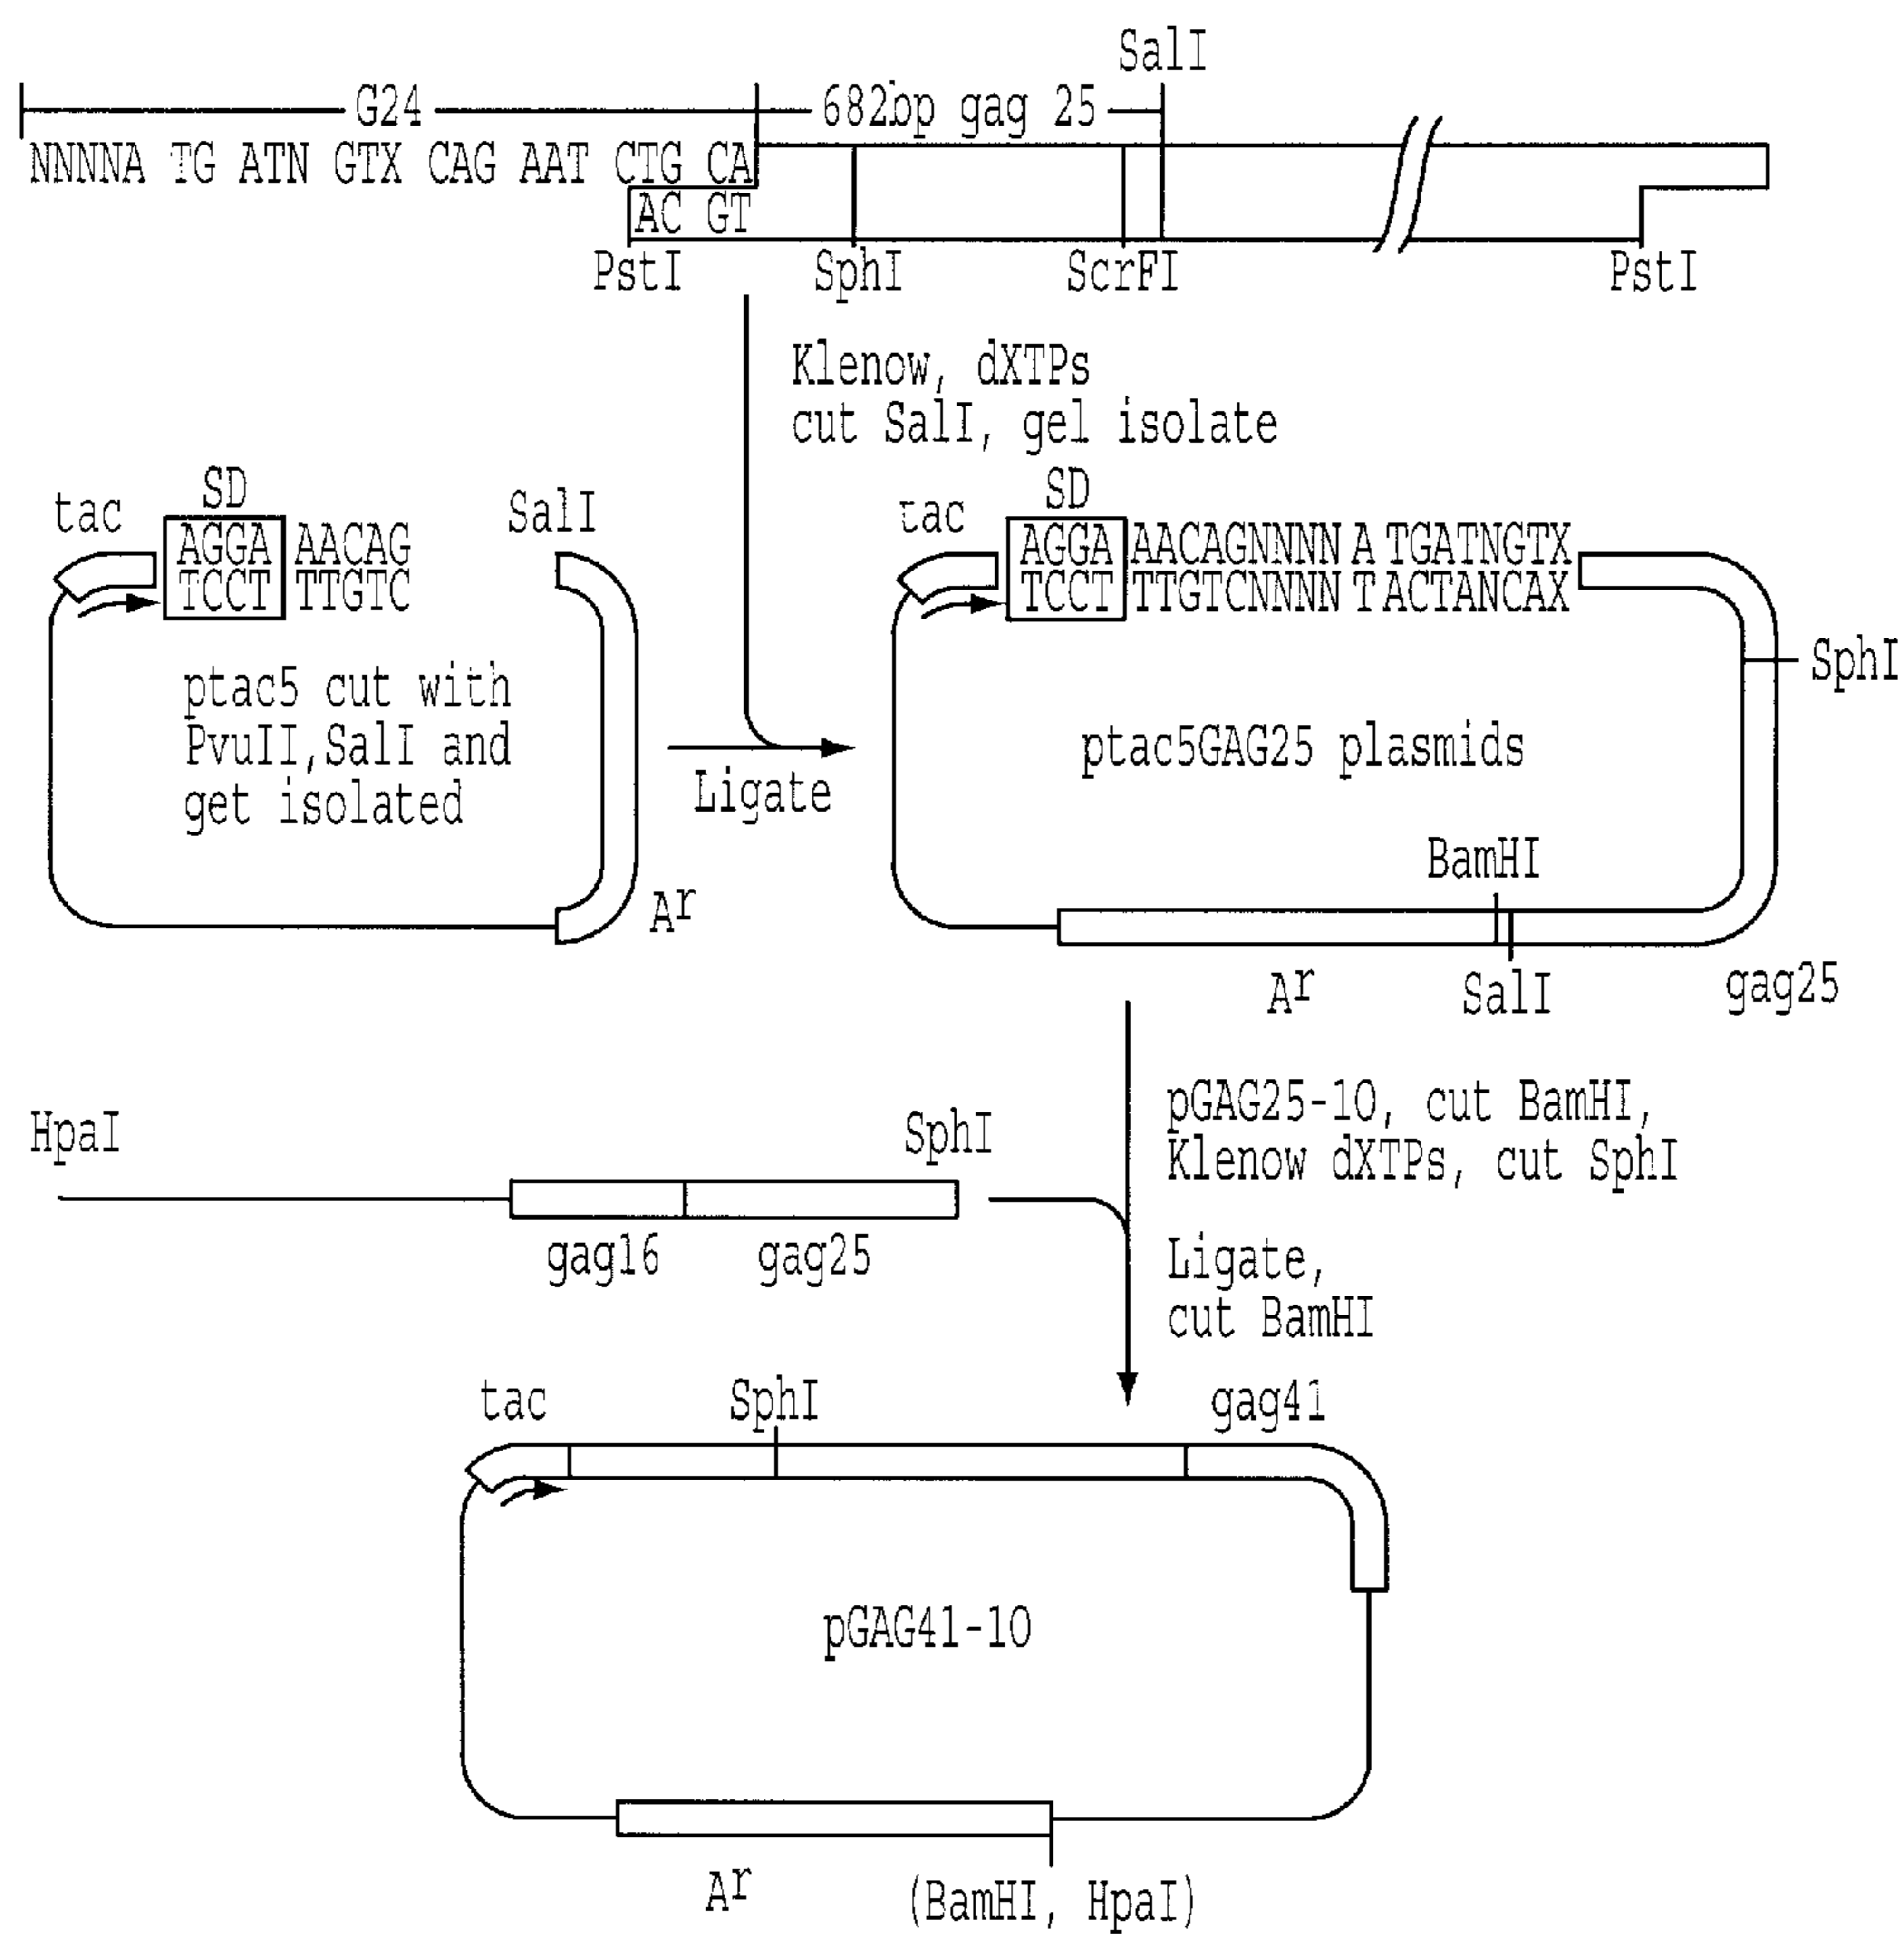 SalI
G24
682bp gag 25
NNNNA TG ATN GTX CAG AAT CTG CA
AC GT
PstI
SphI
ScrFI
PstI
Klenow, dXTPs
cut SalI, gel isolate
tac
SD
SalI
AGGA AACAG
TCCT TTGTC
ptac5 cut with
PvuII,SalI and
get isolated
Ar
Ligate
tac
SD
AGGA AACAGNNNN A TGATNGTX
TCCT TTGTCNNNN T ACTANCAX
SphI
ptac5GAG25 plasmids
BamHI
Ar
SalI
gag25
pGAG25-10, cut BamHI,
Klenow dXTPs, cut SphI
HpaI
SphI
gag16
gag25
Ligate,
cut BamHI
tac
SphI
gag41
pGAG41-10
Ar
(BamHI, HpaI)